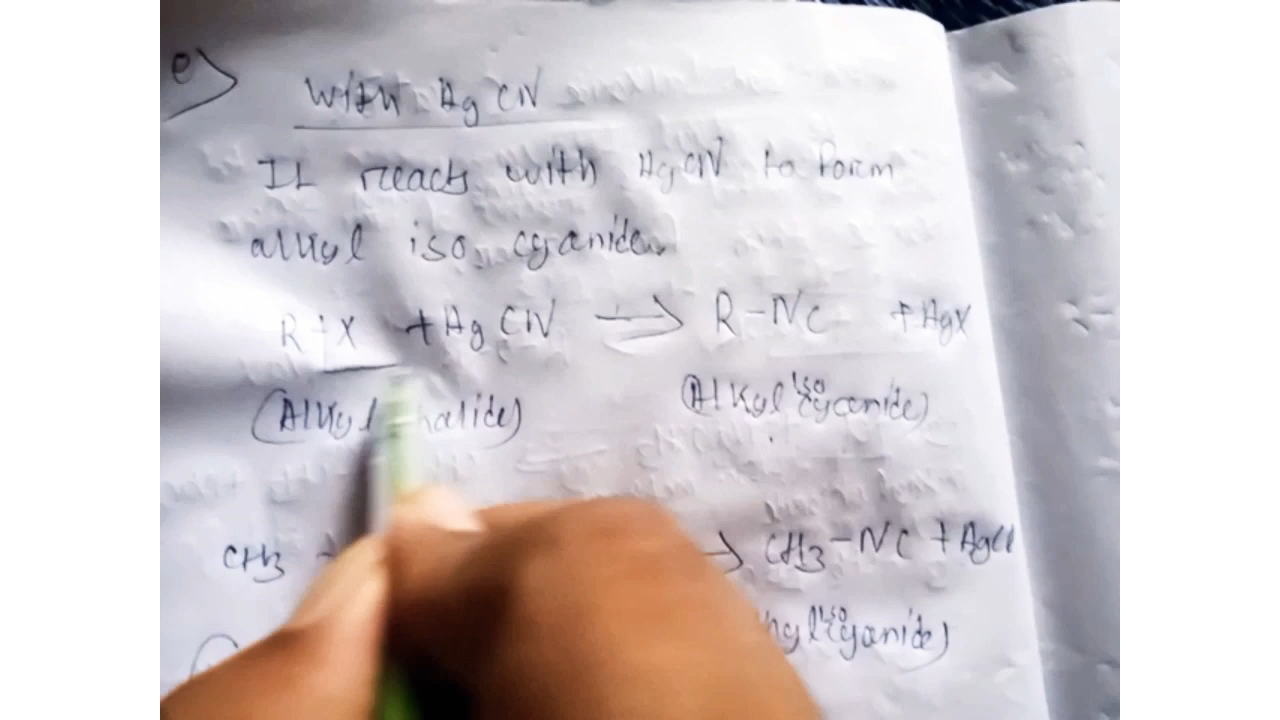 e)
With AgCN
It reacts with AgCN to form
alkyl iso cyanide.
R-X + AgCN → R-NC + AgX
(Alkyl halide) (Alkyl iso cyanide)
CH3 → CH3-NC + AgCl
iso cyanide)